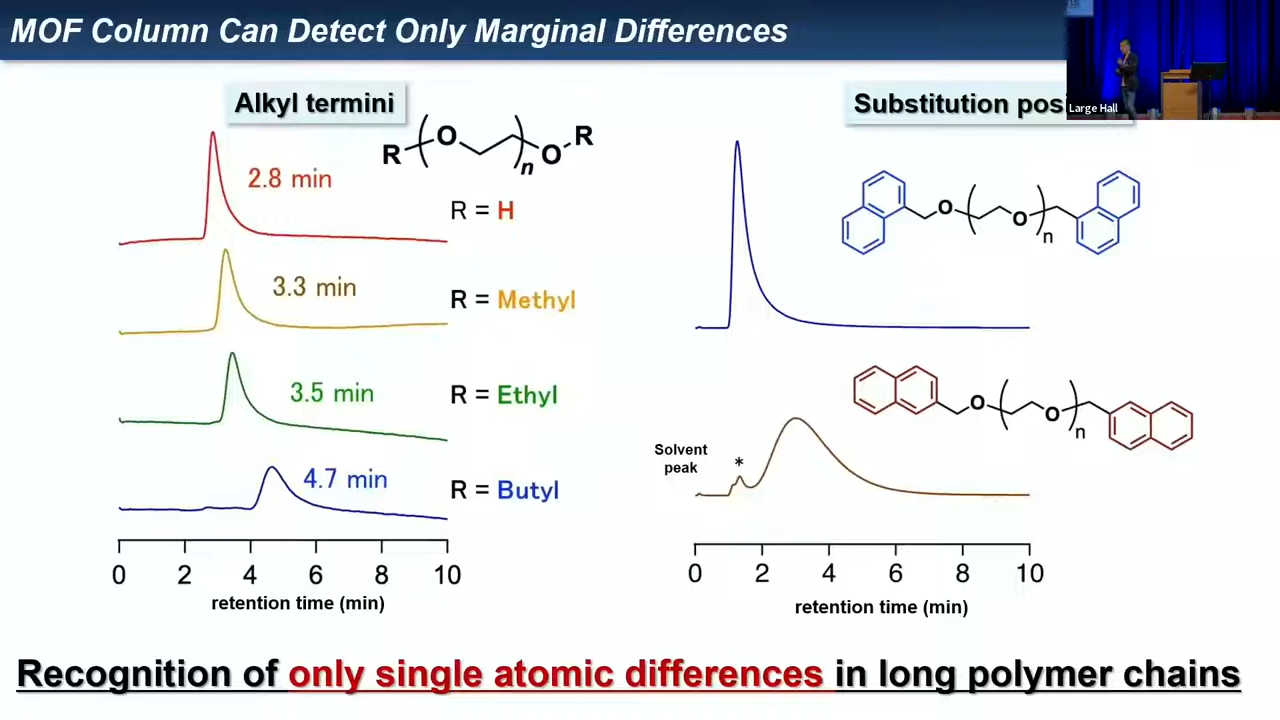 MOF Column Can Detect Only Marginal Differences
Large Hall
Alkyl termini
R O n O R
2.8 min
R = H
3.3 min
R = Methyl
3.5 min
R = Ethyl
4.7 min
R = Butyl
0 2 4 6 8 10
retention time (min)
Substitution
O O n
O O n
Solvent
peak
*
0 2 4 6 8 10
retention time (min)
Recognition of only single atomic differences in long polymer chains